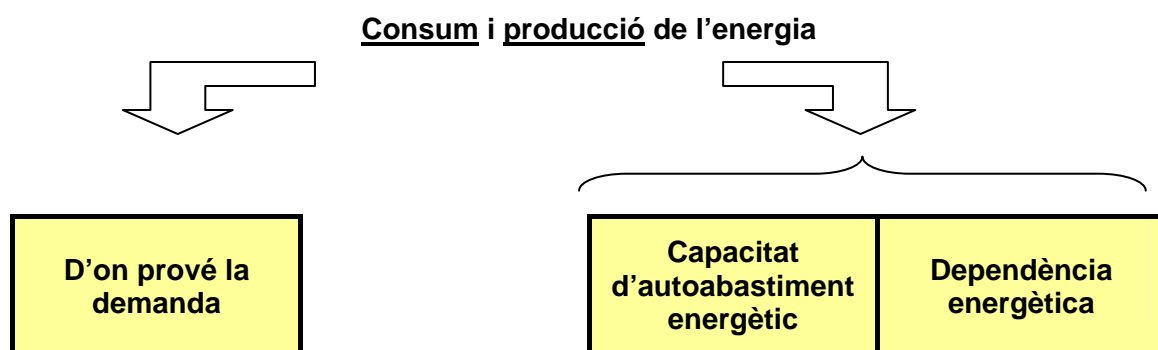 Consum i producció de l'energia
D'on prové la
demanda
Capacitat
d'autoabastiment
energètic
Dependència
energètica